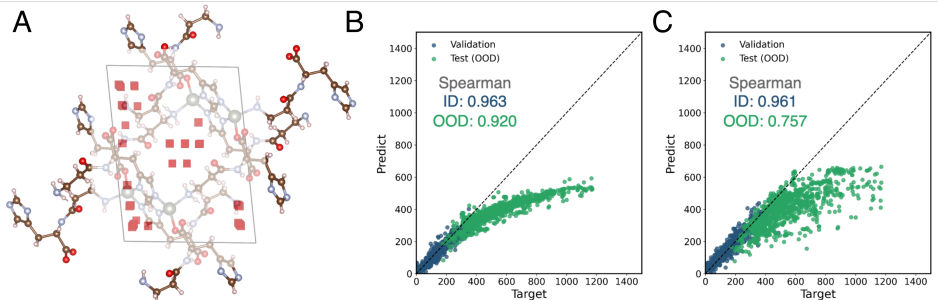 A
B
1400
1200
1000
800
600
400
200
0
Predict
Validation
Test (OOD)
Spearman
ID: 0.963
OOD: 0.920
0 200 400 600 800 1000 1200 1400
Target
C
1400
1200
1000
800
600
400
200
0
Predict
Validation
Test (OOD)
Spearman
ID: 0.961
OOD: 0.757
0 200 400 600 800 1000 1200 1400
Target